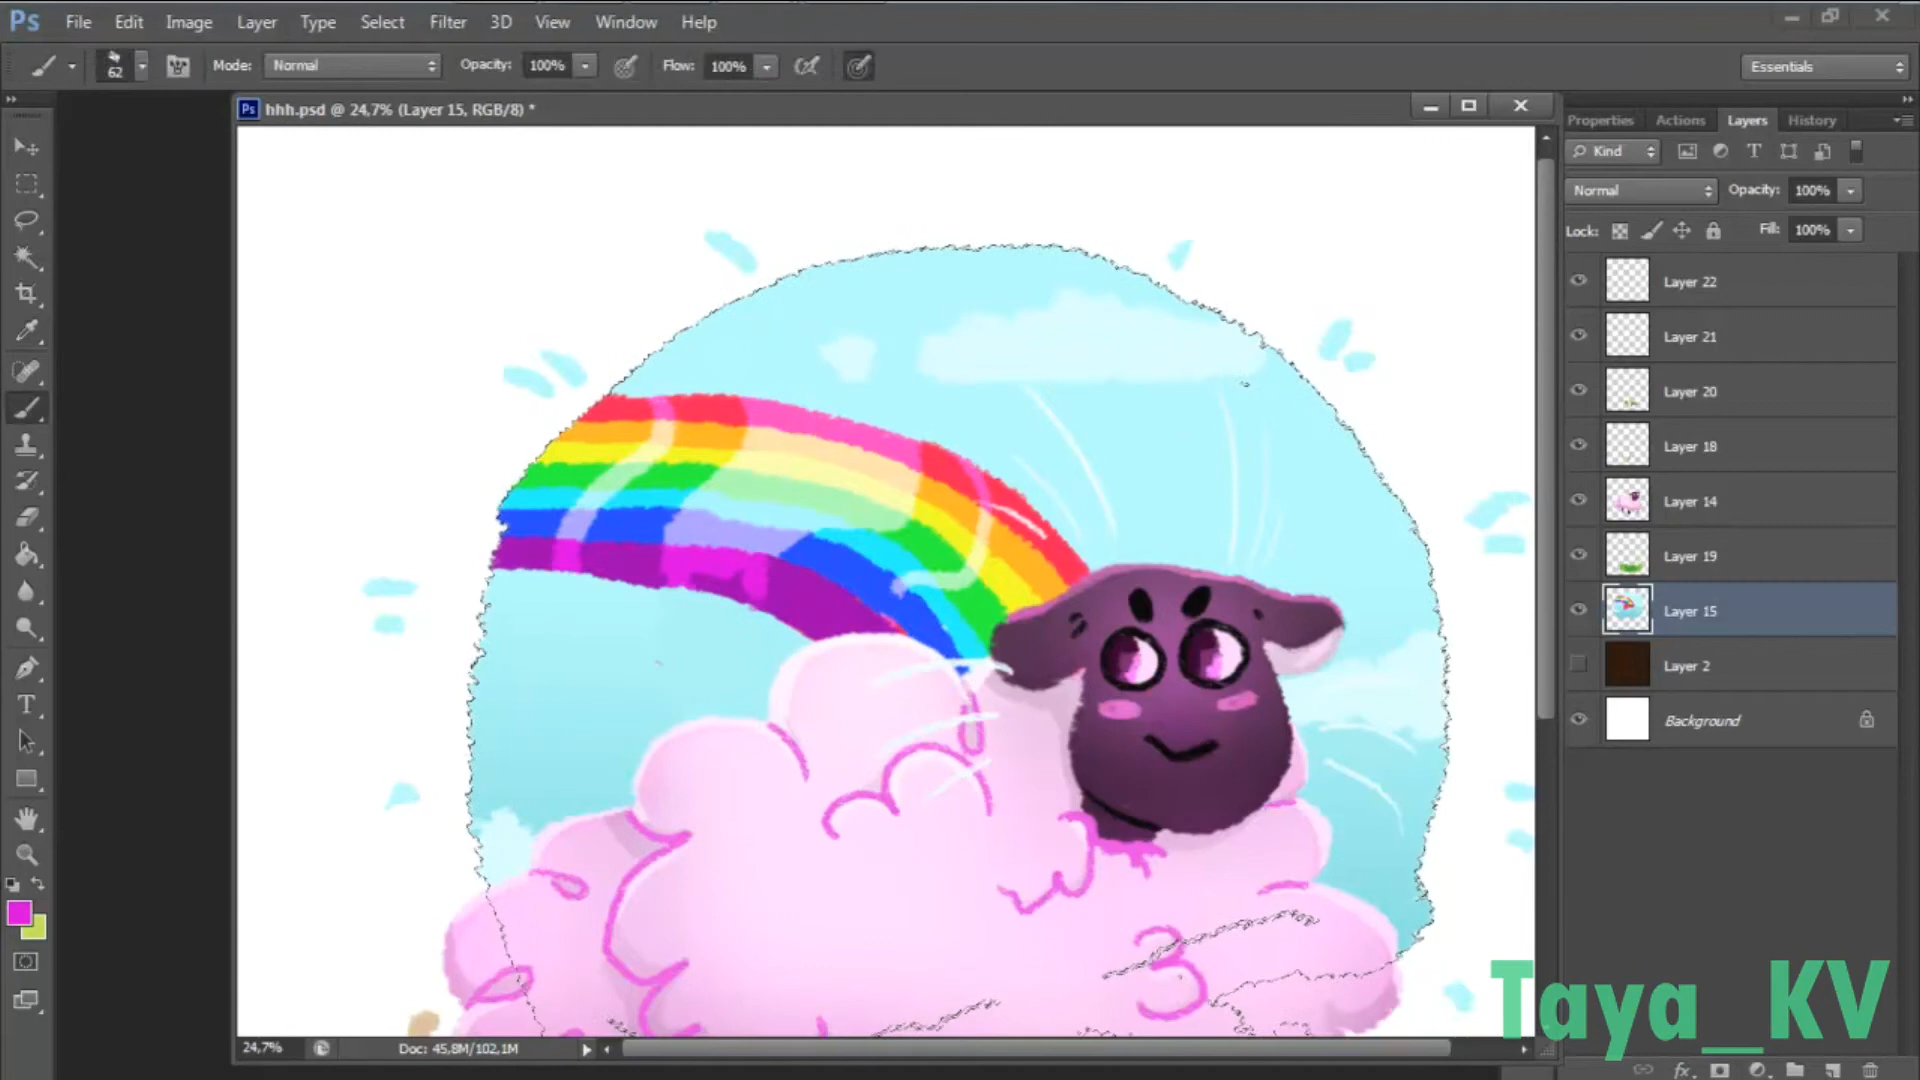 Ps File Edit Image Layer Type Select Filter 3D View Window Help
62 Mode: Normal Opacity: 100% Flow: 100% Essentials
Ps hhh.psd @ 24,7% (Layer 15, RGB/8) *
Properties Actions Layers History
Kind
Normal Opacity: 100%
Lock: Fill: 100%
Layer 22
Layer 21
Layer 20
Layer 18
Layer 14
Layer 19
Layer 15
Layer 2
Background
24,7% Doc: 45,8M/102,1M
Taya_KV